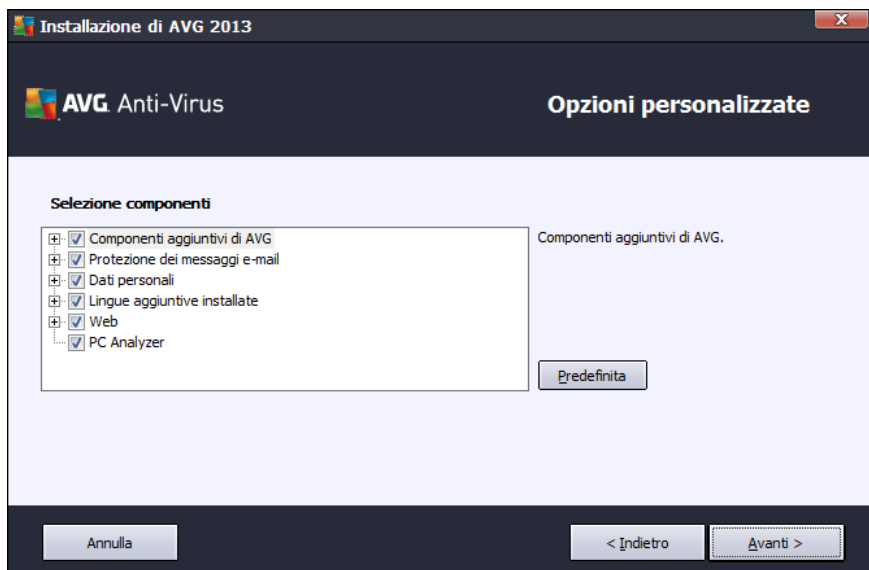 Installazione di AVG 2013
X
AVG. Anti-Virus
Opzioni personalizzate
Selezione componenti
Componenti aggiuntivi di AVG
Protezione dei messaggi e-mail
Dati personali
Lingue aggiuntive installate
Web
PC Analyzer
Componenti aggiuntivi di AVG.
Predefinita
Annulla
< Indietro
Avanti >